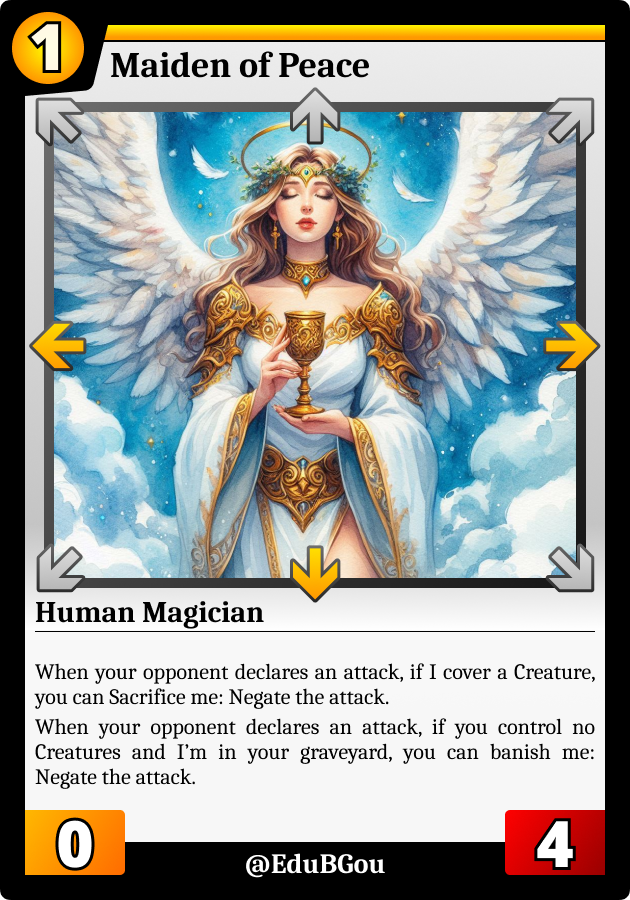 1
Maiden of Peace
Human Magician
When your opponent declares an attack, if I cover a Creature,
you can Sacrifice me: Negate the attack.
When your opponent declares an attack, if you control no
Creatures and I'm in your graveyard, you can banish me:
Negate the attack.
0
@EduBGou
4